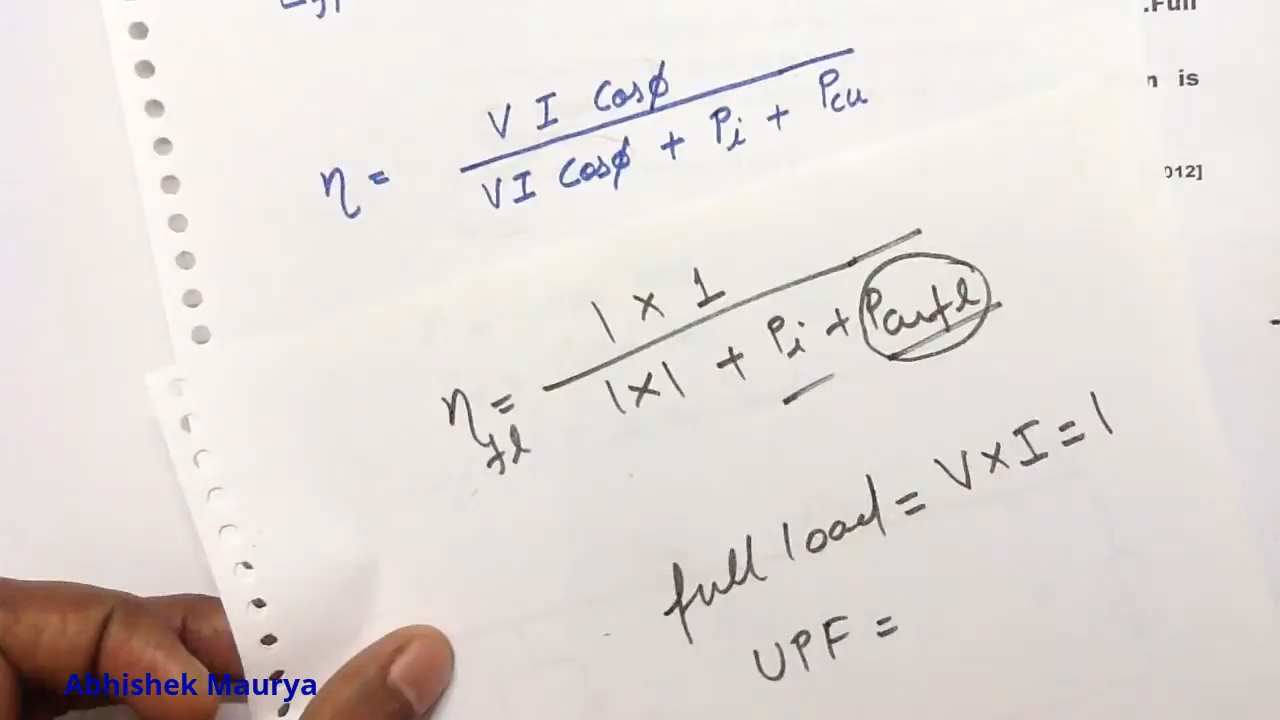 .Full
n is
012]
η = V I Cosφ / V I Cosφ + Pi + Pcu
ηfl = 1 × 1 / 1×1 + Pi + Pcufl
full load = V×I = 1
UPF =
Abhishek Maurya